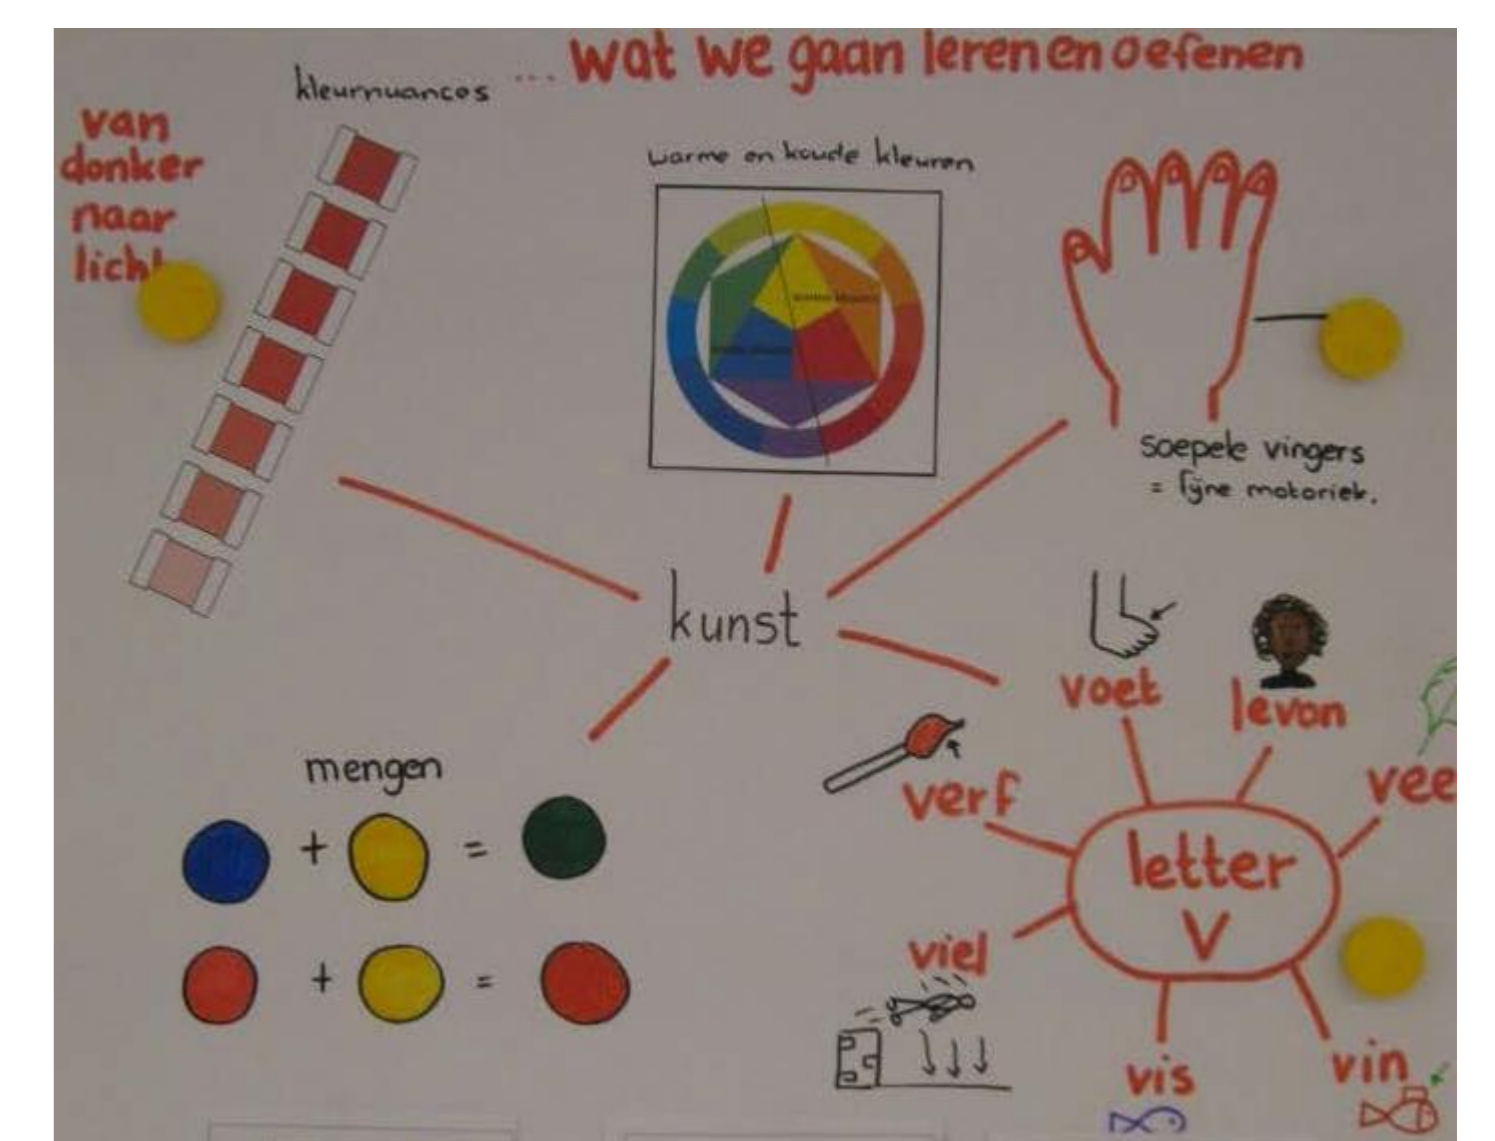 ... wat we gaan leren en oefenen
kleurnuances
van
donker
naar
licht
warme en koude kleuren
soepele vingers
= fijne motoriek.
kunst
mengen
+ =
+ =
voet
levon
verf
vee
letter
v
viel
vis
vin